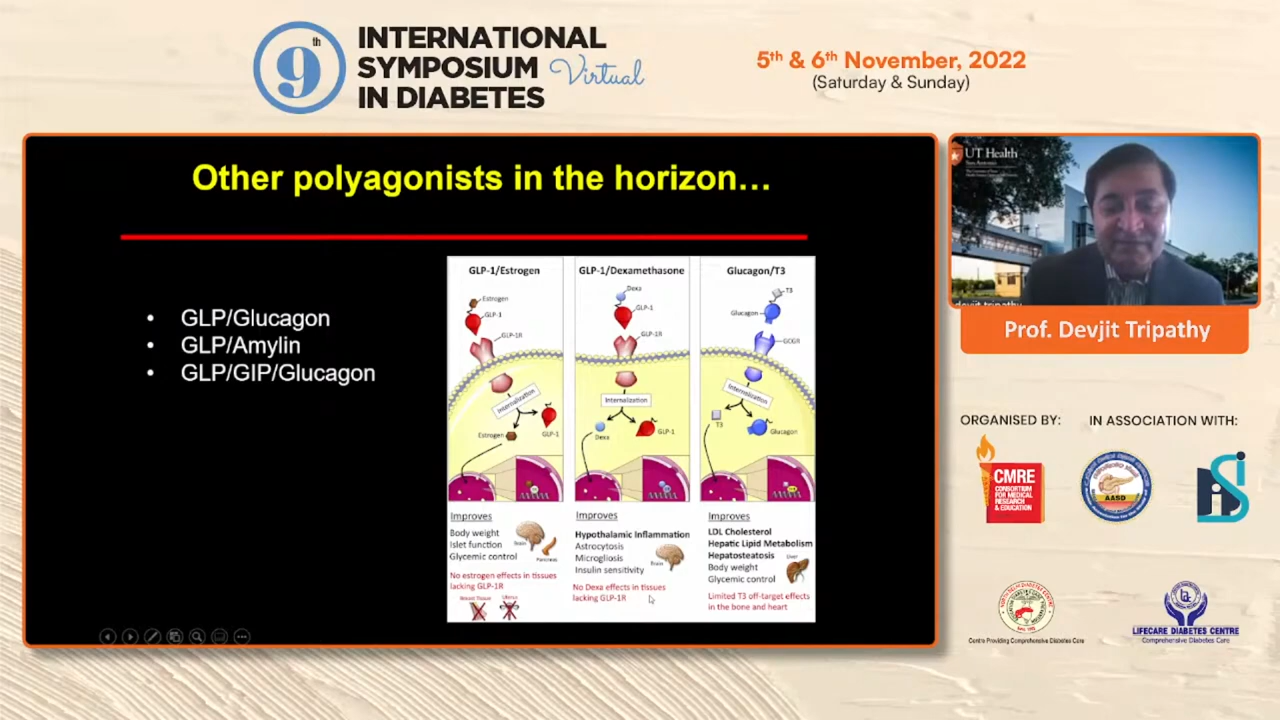 9th
INTERNATIONAL
SYMPOSIUM Virtual
IN DIABETES
5th & 6th November, 2022
(Saturday & Sunday)
Other polyagonists in the horizon...
• GLP/Glucagon
• GLP/Amylin
• GLP/GIP/Glucagon
GLP-1/Estrogen
Estrogen
GLP-1
GLP-1R
Internalization
Estrogen
GLP-1
Improves
Body weight
Islet function
Glycemic control
Brain
Pancreas
No estrogen effects in tissues
lacking GLP-1R
Breast Tissue
Uterus
GLP-1/Dexamethasone
Dexa
GLP-1
GLP-1R
Internalization
Dexa
GLP-1
Improves
Hypothalamic Inflammation
Astrocytosis
Microgliosis
Insulin sensitivity
Brain
No Dexa effects in tissues
lacking GLP-1R
Glucagon/T3
T3
Glucagon
GCGR
Internalization
T3
Glucagon
Improves
LDL Cholesterol
Hepatic Lipid Metabolism
Hepatosteatosis
Body weight
Glycemic control
Liver
Limited T3 off-target effects
in the bone and heart
UT Health
devjit tripathy
Prof. Devjit Tripathy
ORGANISED BY:
IN ASSOCIATION WITH:
CMRE
CONSORTIUM
FOR MEDICAL
RESEARCH
& EDUCATION
AASD
Centre Providing Comprehensive Diabetes Care
LIFECARE DIABETES CENTRE
Comprehensive Diabetes Care